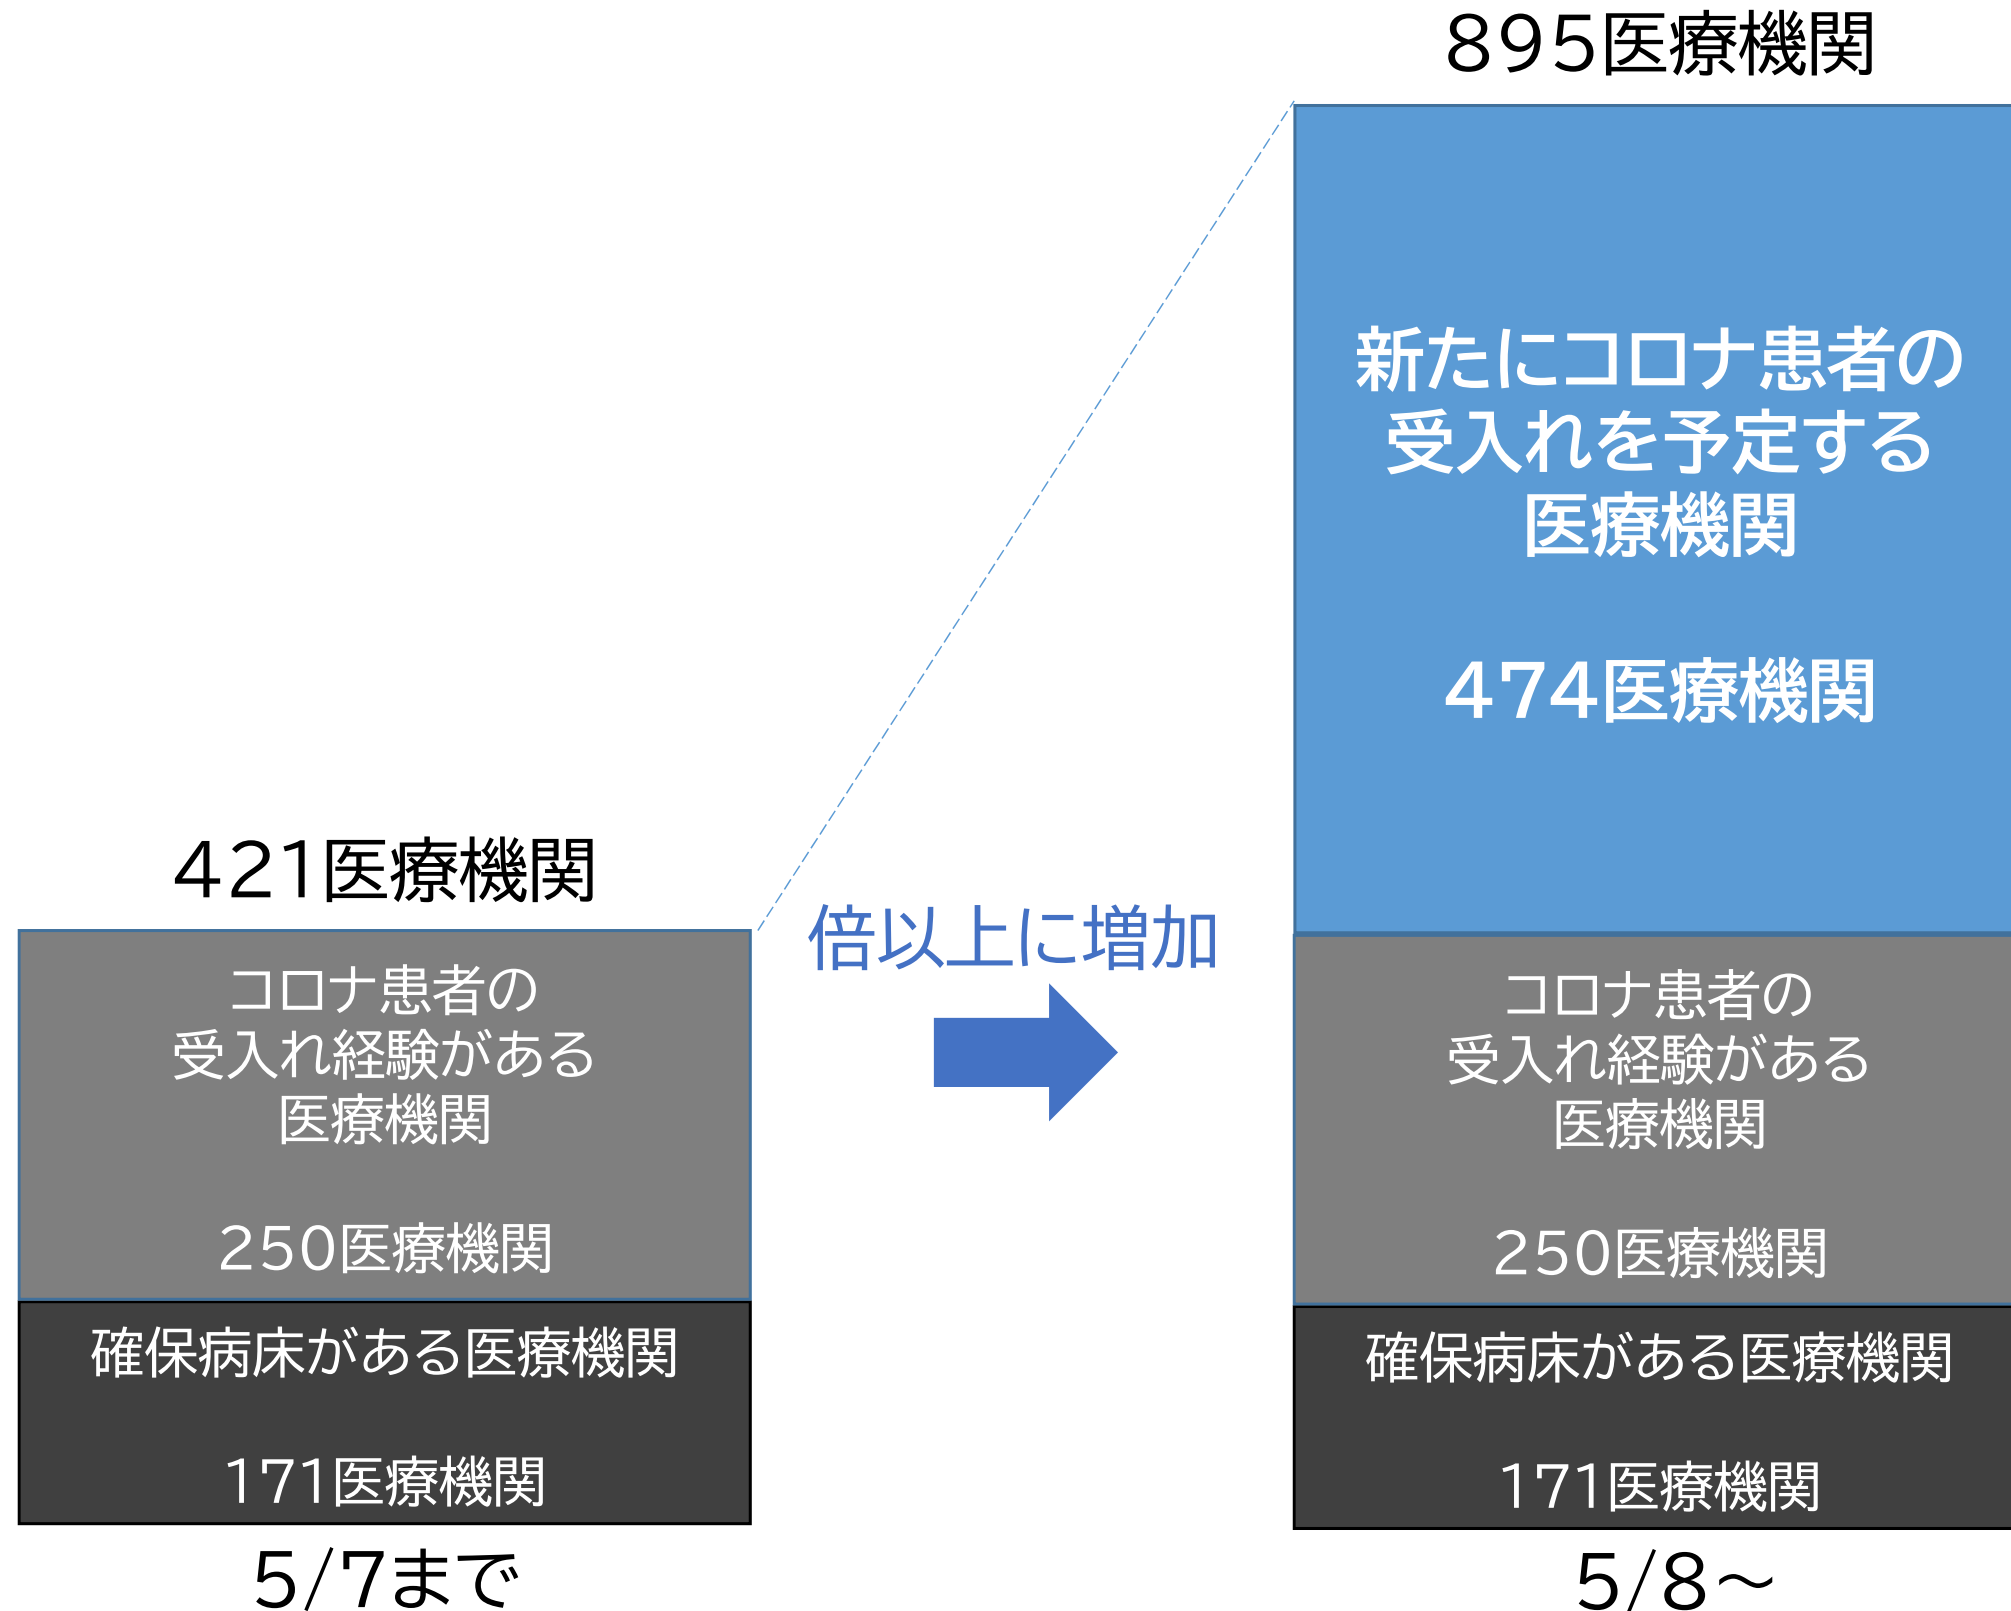 895医療機関
新たにコロナ患者の
受入れを予定する
医療機関
474医療機関
421医療機関
倍以上に増加
コロナ患者の
受入れ経験がある
医療機関
250医療機関
確保病床がある医療機関
171医療機関
5/7まで
コロナ患者の
受入れ経験がある
医療機関
250医療機関
確保病床がある医療機関
171医療機関
5/8～